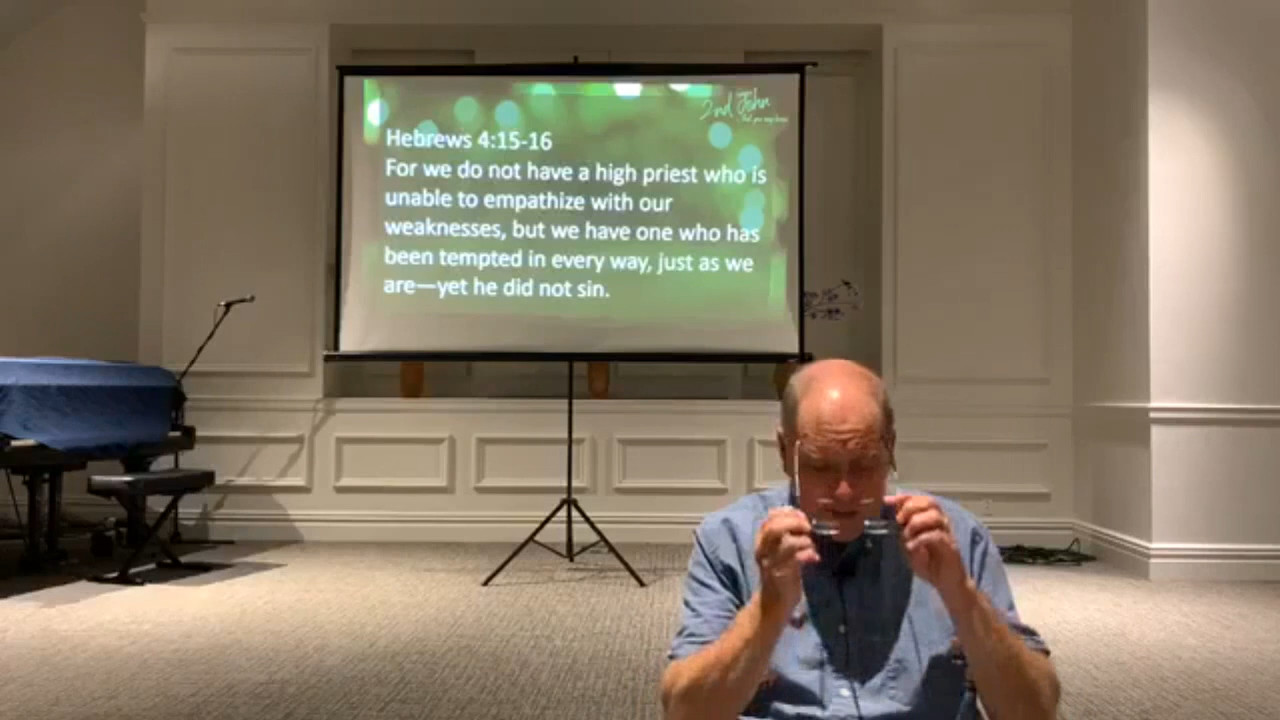 2nd John
Hebrews 4:15-16
For we do not have a high priest who is
unable to empathize with our
weaknesses, but we have one who has
been tempted in every way, just as we
are—yet he did not sin.